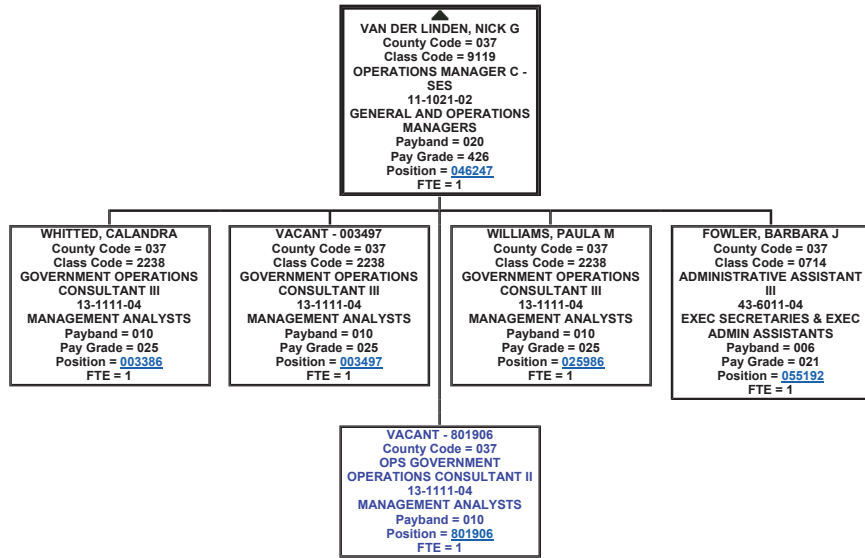 VAN DER LINDEN, NICK G
County Code = 037
Class Code = 9119
OPERATIONS MANAGER C -
SES
11-1021-02
GENERAL AND OPERATIONS
MANAGERS
Payband = 020
Pay Grade = 426
Position = 046247
FTE = 1
WHITTED, CALANDRA
County Code = 037
Class Code = 2238
GOVERNMENT OPERATIONS
CONSULTANT III
13-1111-04
MANAGEMENT ANALYSTS
Payband = 010
Pay Grade = 025
Position = 003386
FTE = 1
VACANT - 003497
County Code = 037
Class Code = 2238
GOVERNMENT OPERATIONS
CONSULTANT III
13-1111-04
MANAGEMENT ANALYSTS
Payband = 010
Pay Grade = 025
Position = 003497
FTE = 1
WILLIAMS, PAULA M
County Code = 037
Class Code = 2238
GOVERNMENT OPERATIONS
CONSULTANT III
13-1111-04
MANAGEMENT ANALYSTS
Payband = 010
Pay Grade = 025
Position = 025986
FTE = 1
FOWLER, BARBARA J
County Code = 037
Class Code = 0714
ADMINISTRATIVE ASSISTANT
III
43-6011-04
EXEC SECRETARIES & EXEC
ADMIN ASSISTANTS
Payband = 006
Pay Grade = 021
Position = 055192
FTE = 1
VACANT - 801906
County Code = 037
OPS GOVERNMENT
OPERATIONS CONSULTANT II
13-1111-04
MANAGEMENT ANALYSTS
Payband = 010
Position = 801906
FTE = 1